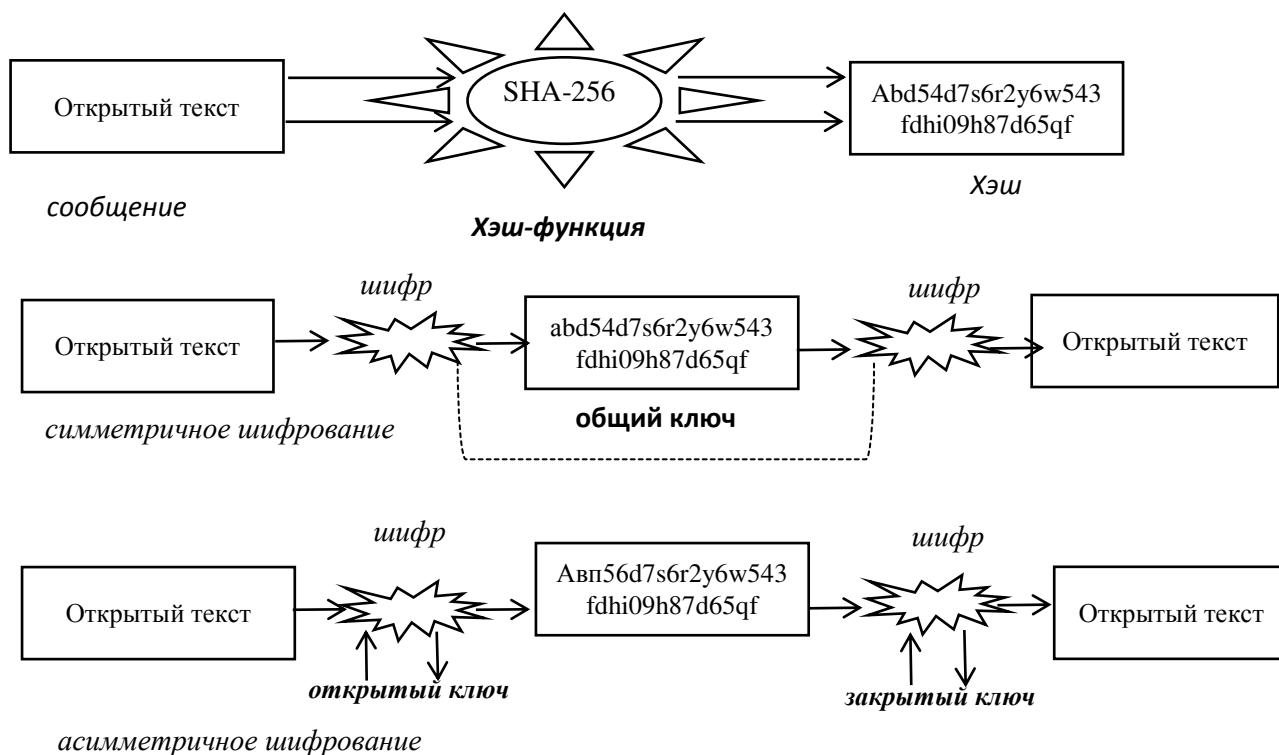 Открытый текст
SHA-256
Abd54d7s6r2y6w543
fdhi09h87d65qf
сообщение
Хэш-функция
Хэш
шифр
шифр
Открытый текст
abd54d7s6r2y6w543
fdhi09h87d65qf
Открытый текст
симметричное шифрование
общий ключ
шифр
шифр
Открытый текст
Авп56d7s6r2y6w543
fdhi09h87d65qf
Открытый текст
открытый ключ
закрытый ключ
асимметричное шифрование